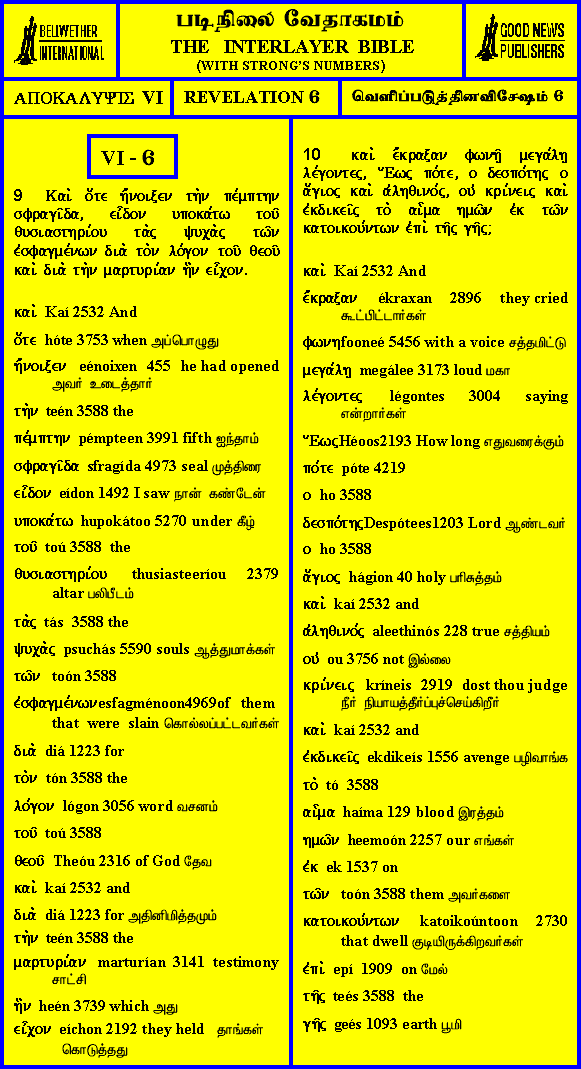 BELLWETHER
INTERNATIONAL
படிநிலை வேதாகமம்
THE INTERLAYER BIBLE
(WITH STRONG'S NUMBERS)
GOOD NEWS
PUBLISHERS
ΑΠΟΚΑΛΥΨΙΣ VI
REVELATION 6
வெளிப்படுத்தினவிசேஷம் 6
VI - 6
9 Καὶ ὅτε ἤνοιξεν τὴν πέμπτην
σφραγῖδα, εἶδον υποκάτω τοῦ
θυσιαστηρίου τὰς ψυχὰς τῶν
ἐσφαγμένων διὰ τὸν λόγον τοῦ θεοῦ
καὶ διὰ τὴν μαρτυρίαν ἣν εἶχον.
καὶ Kaí 2532 And
ὅτε hóte 3753 when அப்பொழுது
ἤνοιξεν eénoixen 455 he had opened
அவர் உடைத்தார்
τὴν teén 3588 the
πέμπτην pémpteen 3991 fifth ஐந்தாம்
σφραγῖδα sfragída 4973 seal முத்திரை
εἶδον eídon 1492 I saw நான் கண்டேன்
υποκάτω hupokátoo 5270 under கீழ்
τοῦ toú 3588 the
θυσιαστηρίου thusiasteeríou 2379
altar பலிபீடம்
τὰς tás 3588 the
ψυχὰς psuchás 5590 souls ஆத்துமாக்கள்
τῶν toón 3588
ἐσφαγμένων esfagménoon4969of them
that were slain கொல்லப்பட்டவர்கள்
διὰ diá 1223 for
τὸν tón 3588 the
λόγον lógon 3056 word வசனம்
τοῦ toú 3588
θεοῦ Theóu 2316 of God தேவ
καὶ kaí 2532 and
διὰ diá 1223 for அதினிமித்தமும்
τὴν teén 3588 the
μαρτυρίαν marturían 3141 testimony
சாட்சி
ἣν heén 3739 which அது
εἶχον eíchon 2192 they held தாங்கள்
கொடுத்தது
10 καὶ ἔκραξαν φωνῇ μεγάλῃ
λέγοντες, Ἕως πότε, ο δεσπότης ο
ἅγιος καὶ ἀληθινός, οὐ κρίνεις καὶ
ἐκδικεῖς τὸ αἷμα ημῶν ἐκ τῶν
κατοικούντων ἐπὶ τῆς γῆς;
καὶ Kaí 2532 And
ἔκραξαν ékraxan 2896 they cried
கூட்பிட்டார்கள்
φωνῃ fooneé 5456 with a voice சத்தமிட்டு
μεγάλῃ megálee 3173 loud மகா
λέγοντες légontes 3004 saying
என்றார்கள்
Ἕως Héoos2193 How long எதுவரைக்கும்
πότε póte 4219
ο ho 3588
δεσπότης Despótees1203 Lord ஆண்டவர்
ο ho 3588
ἅγιος hágion 40 holy பரிசுத்தம்
καὶ kaí 2532 and
ἀληθινός aleethinós 228 true சத்தியம்
οὐ ou 3756 not இல்லை
κρίνεις kríneis 2919 dost thou judge
நீர் நியாயத்தீர்ப்புச்செய்கிறீர்
καὶ kaí 2532 and
ἐκδικεῖς ekdikeís 1556 avenge பழிவாங்க
τὸ tó 3588
αἷμα haíma 129 blood இரத்தம்
ημῶν heemoón 2257 our எங்கள்
ἐκ ek 1537 on
τῶν toón 3588 them அவர்களை
κατοικούντων katoikoúntoon 2730
that dwell குடியிருக்கிறவர்கள்
ἐπὶ epí 1909 on மேல்
τῆς teés 3588 the
γῆς geés 1093 earth பூமி